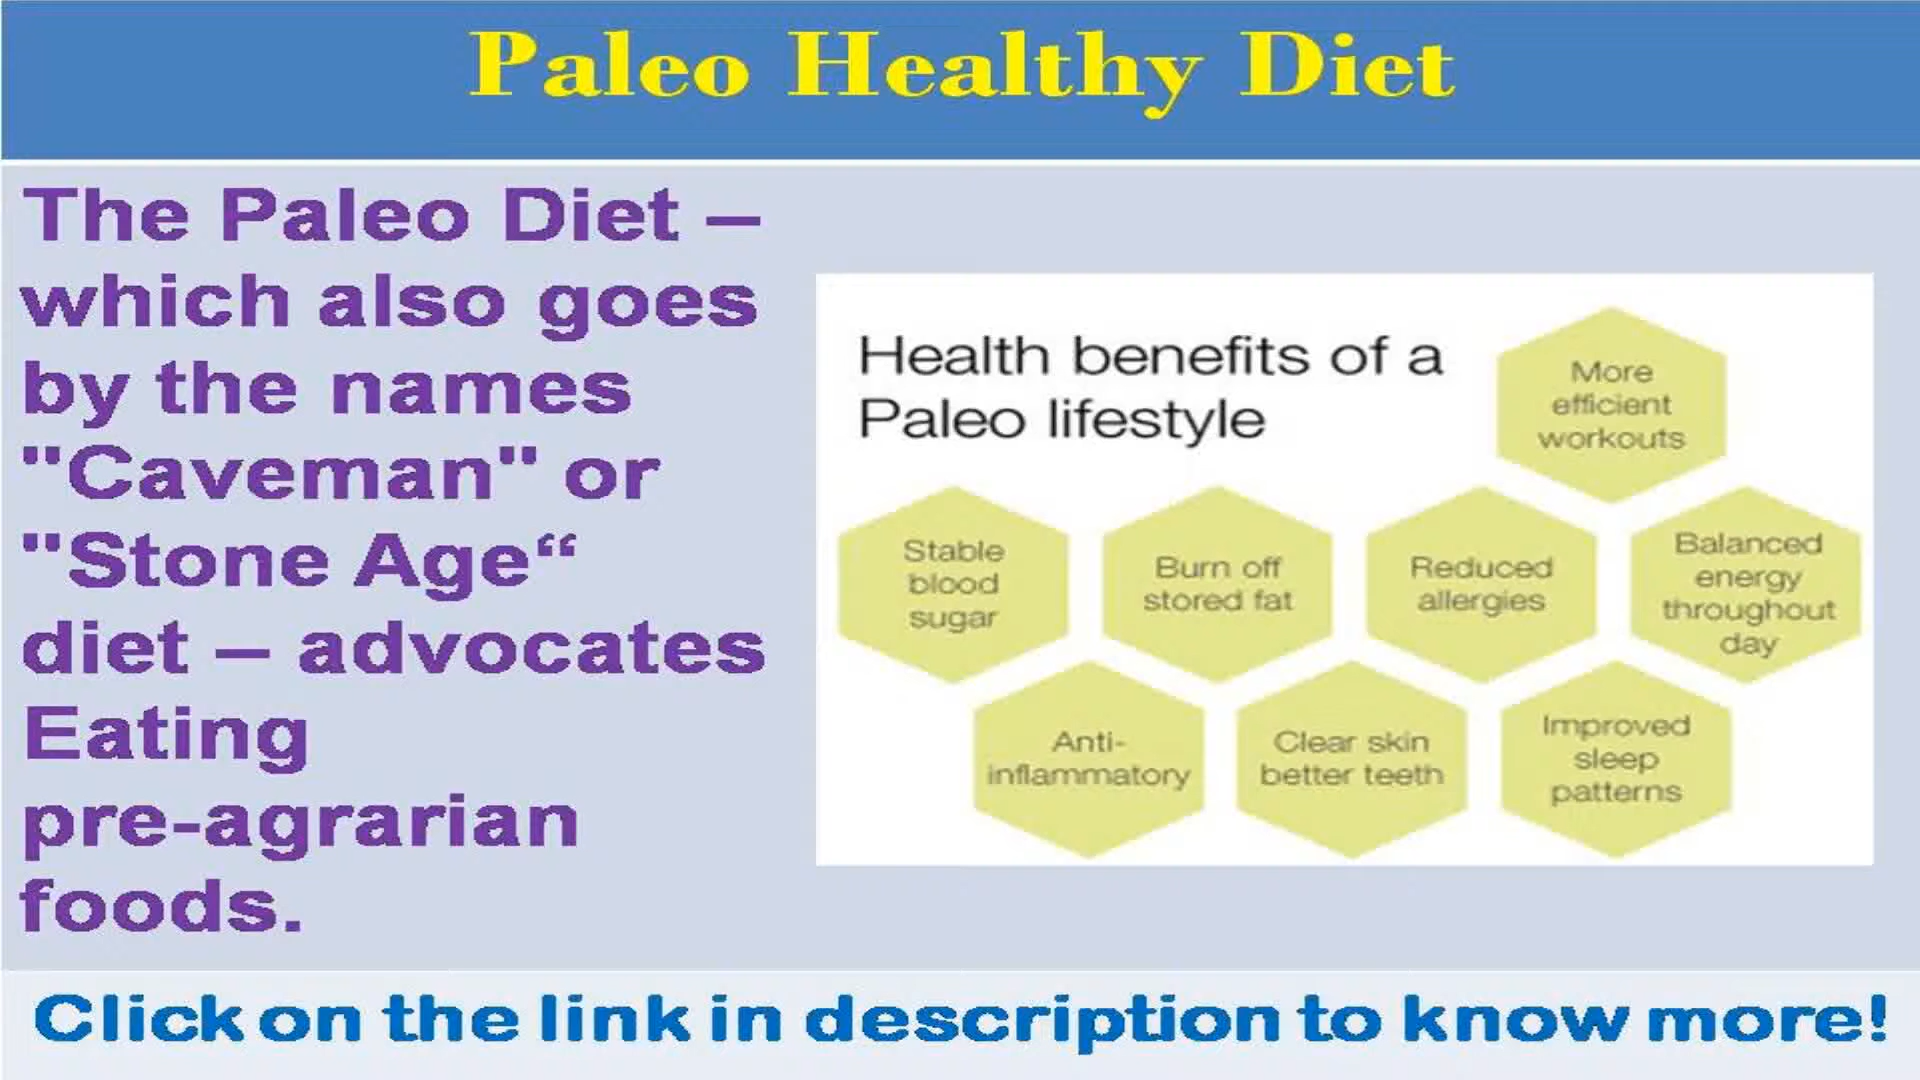 Paleo Healthy Diet
The Paleo Diet –
which also goes
by the names
"Caveman" or
"Stone Age“
diet – advocates
Eating
pre-agrarian
foods.
Health benefits of a
Paleo lifestyle
More
efficient
workouts
Stable
blood
sugar
Burn off
stored fat
Reduced
allergies
Balanced
energy
throughout
day
Anti-
inflammatory
Clear skin
better teeth
Improved
sleep
patterns
Click on the link in description to know more!